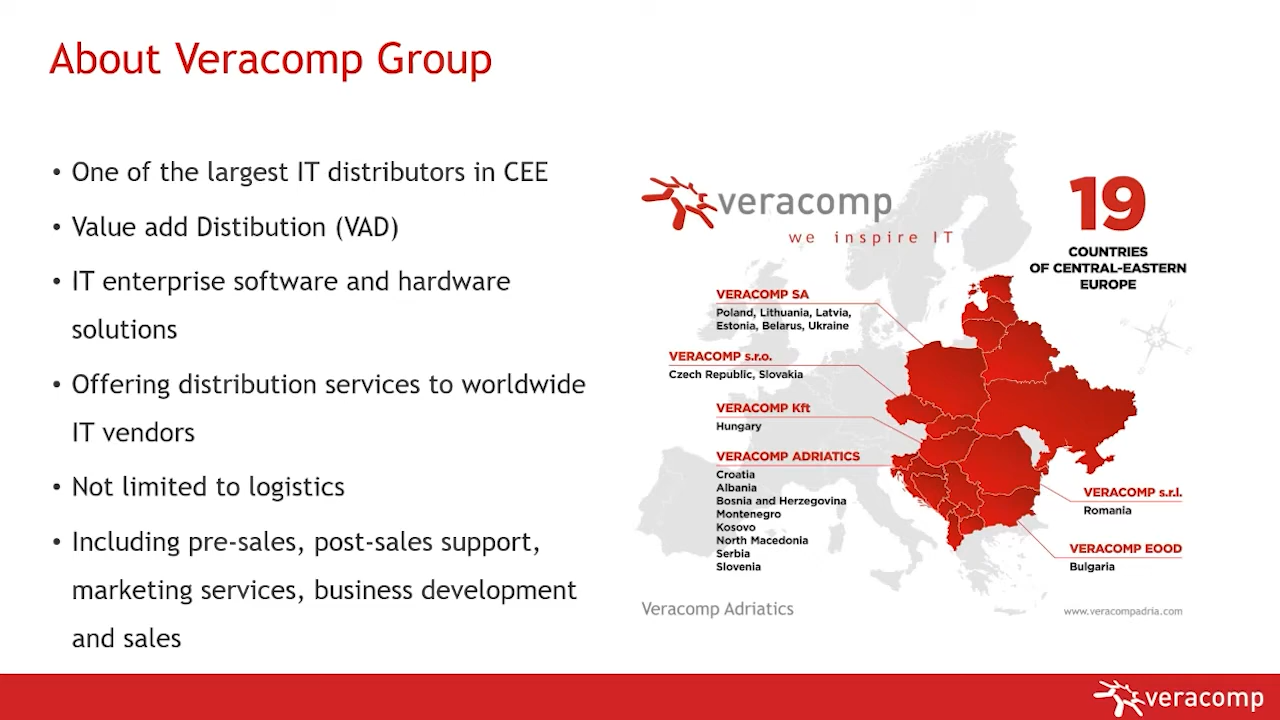 About Veracomp Group
• One of the largest IT distributors in CEE
• Value add Distibution (VAD)
• IT enterprise software and hardware
solutions
• Offering distribution services to worldwide
IT vendors
• Not limited to logistics
• Including pre-sales, post-sales support,
marketing services, business development
and sales
veracomp
we inspire IT
19
COUNTRIES
OF CENTRAL-EASTERN
EUROPE
VERACOMP SA
Poland, Lithuania, Latvia,
Estonia, Belarus, Ukraine
VERACOMP s.r.o.
Czech Republic, Slovakia
VERACOMP Kft
Hungary
VERACOMP ADRIATICS
Croatia
Albania
Bosnia and Herzegovina
Montenegro
Kosovo
North Macedonia
Serbia
Slovenia
VERACOMP s.r.l.
Romania
VERACOMP EOOD
Bulgaria
Veracomp Adriatics
www.veracompadria.com
veracomp